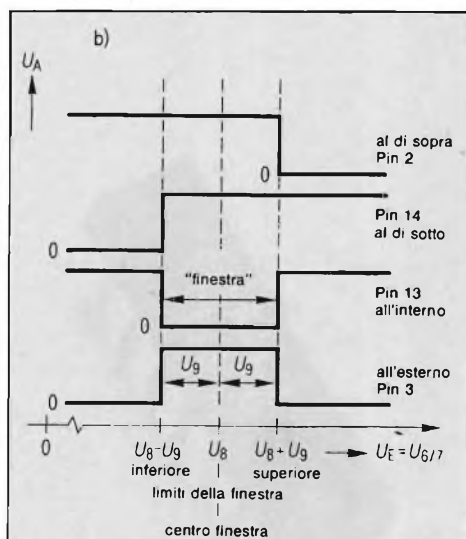 b)
U_A
al di sopra
Pin 2
0
Pin 14
al di sotto
0
"finestra"
Pin 13
all'interno
0
U_9 U_9
all'esterno
Pin 3
0
0
U_8-U_9 U_8 U_8+U_9 U_E=U_6/7
inferiore superiore
limiti della finestra
centro finestra